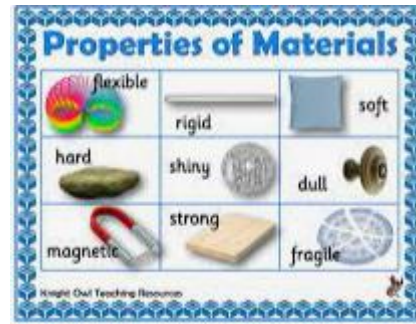 Properties of Materials
flexible
rigid
soft
hard
shiny
dull
magnetic
strong
fragile
Knight Owl Teaching Resources